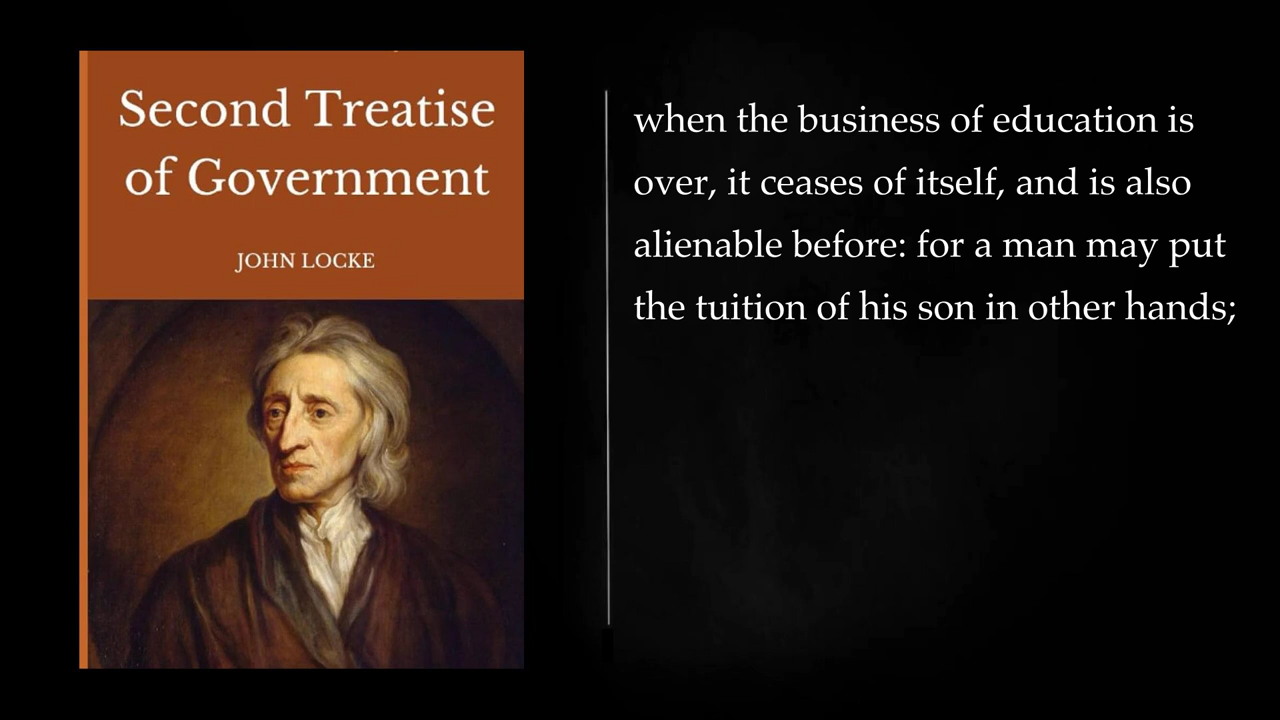 Second Treatise
of Government
JOHN LOCKE
when the business of education is
over, it ceases of itself, and is also
alienable before: for a man may put
the tuition of his son in other hands;